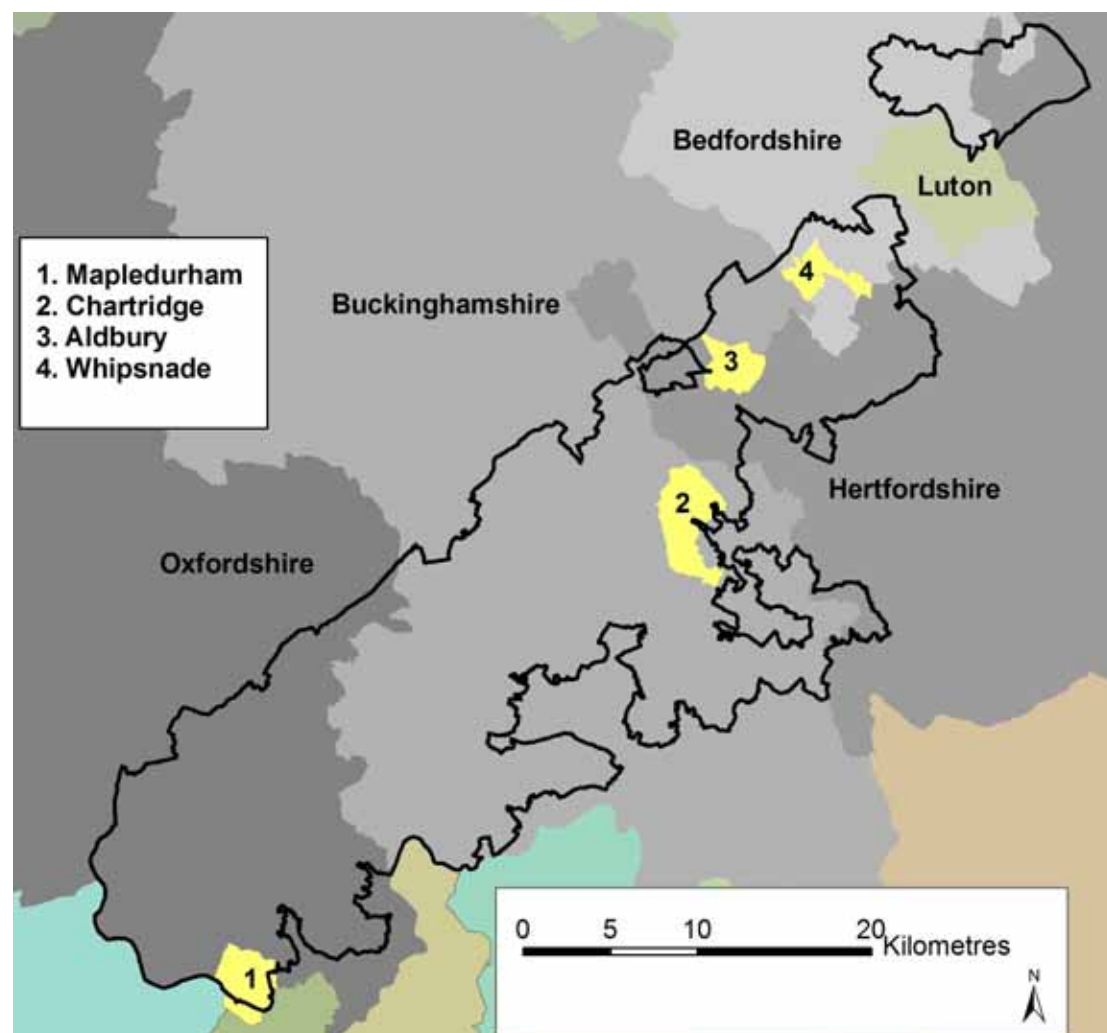 Bedfordshire
Luton
1. Mapledurham
2. Chartridge
3. Aldbury
4. Whipsnade
4
Buckinghamshire
3
2
Hertfordshire
Oxfordshire
0 5 10 20 Kilometres
1
N